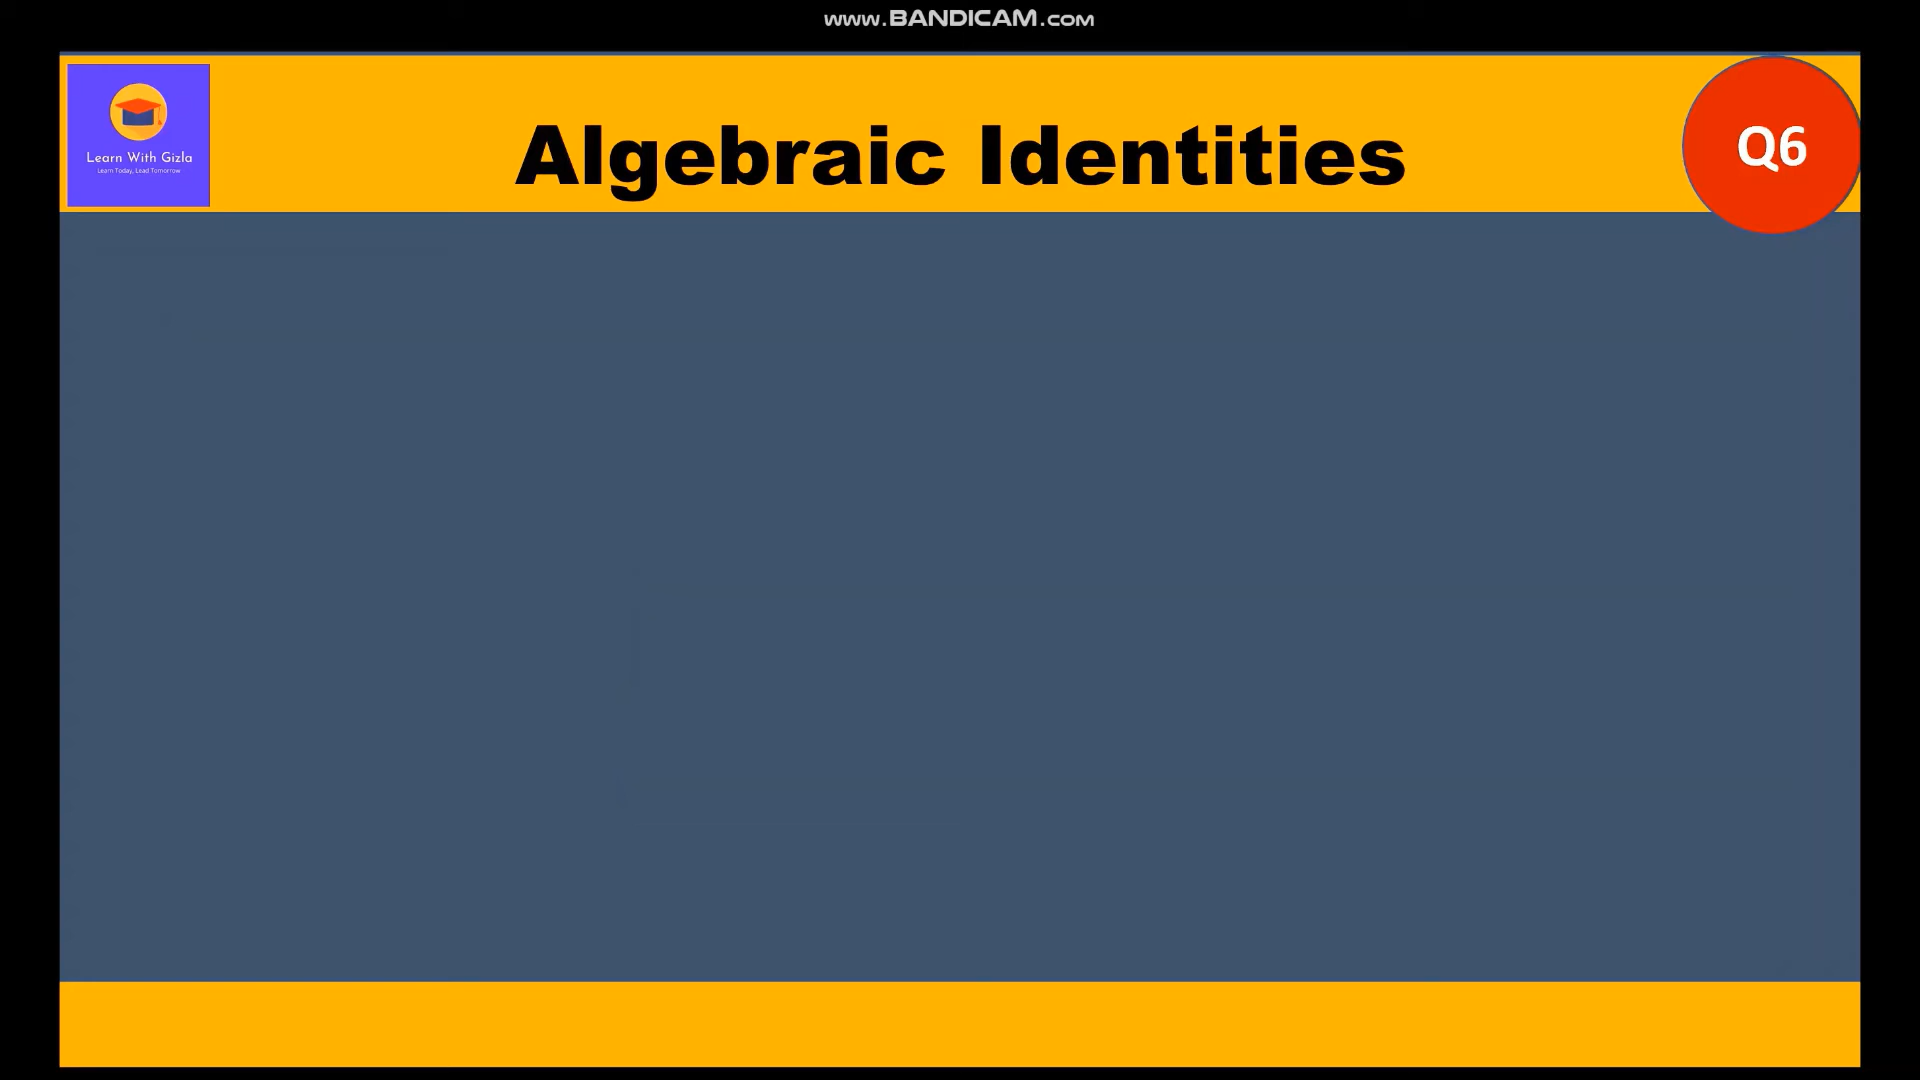 www.BANDICAM.com
Learn With Gizla
Learn Today, Lead Tomorrow
Algebraic Identities
Q6